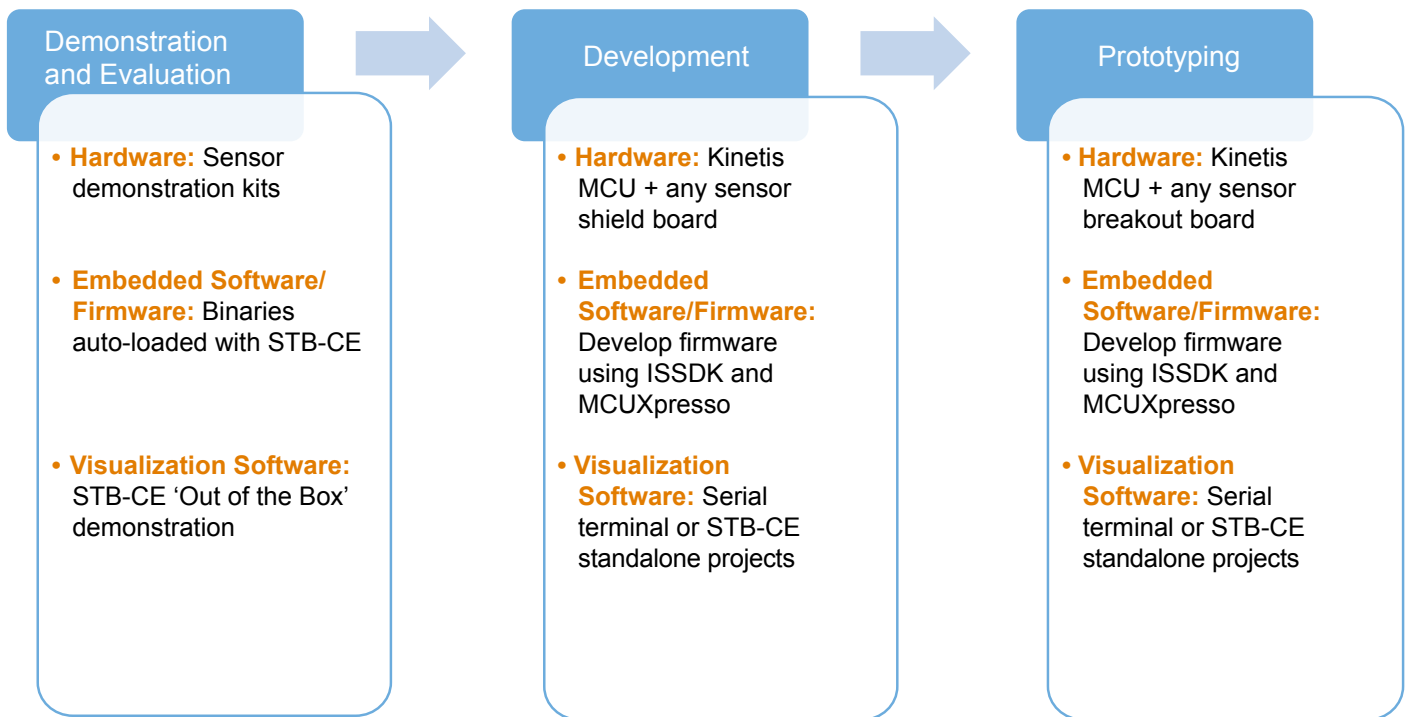 Demonstration
and Evaluation
• Hardware: Sensor
demonstration kits
• Embedded Software/
Firmware: Binaries
auto-loaded with STB-CE
• Visualization Software:
STB-CE ‘Out of the Box’
demonstration
Development
• Hardware: Kinetis
MCU + any sensor
shield board
• Embedded
Software/Firmware:
Develop firmware
using ISSDK and
MCUXpresso
• Visualization
Software: Serial
terminal or STB-CE
standalone projects
Prototyping
• Hardware: Kinetis
MCU + any sensor
breakout board
• Embedded
Software/Firmware:
Develop firmware
using ISSDK and
MCUXpresso
• Visualization
Software: Serial
terminal or STB-CE
standalone projects